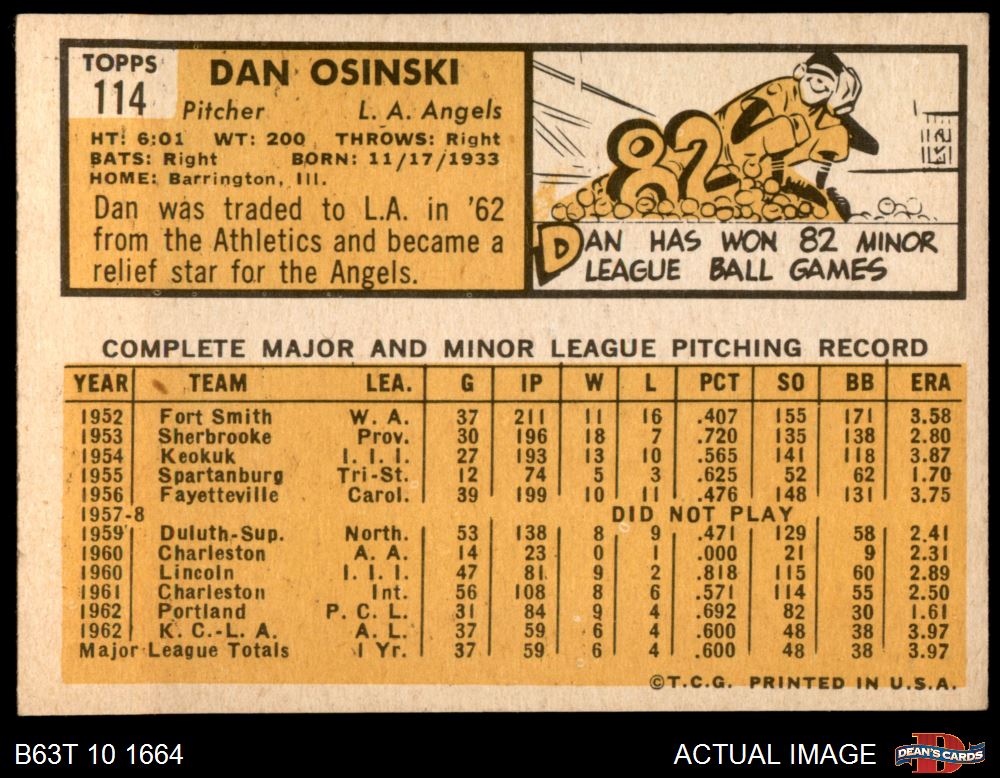 TOPPS
114
DAN OSINSKI
Pitcher L. A. Angels
HT: 6:01 WT: 200 THROWS: Right
BATS: Right BORN: 11/17/1933
HOME: Barrington, Ill.
Dan was traded to L.A. in '62
from the Athletics and became a
relief star for the Angels.
82
DAN HAS WON 82 MINOR
LEAGUE BALL GAMES
COMPLETE MAJOR AND MINOR LEAGUE PITCHING RECORD
YEAR TEAM LEA. G IP W L PCT SO BB ERA
1952 Fort Smith W. A. 37 211 11 16 .407 155 171 3.58
1953 Sherbrooke Prov. 30 196 18 7 .720 135 138 2.80
1954 Keokuk I. I. I. 27 193 13 10 .565 141 118 3.87
1955 Spartanburg Tri-St. 12 74 5 3 .625 52 62 1.70
1956 Fayetteville Carol. 39 199 10 11 .476 148 131 3.75
1957-8 DID NOT PLAY
1959 Duluth-Sup. North. 53 138 8 9 .471 129 58 2.41
1960 Charleston A. A. 14 23 0 1 .000 21 9 2.31
1960 Lincoln I. I. I. 47 81 9 2 .818 115 60 2.89
1961 Charleston Int. 56 108 8 6 .571 114 55 2.50
1962 Portland P. C. L. 31 84 9 4 .692 82 30 1.61
1962 K. C.-L. A. A. L. 37 59 6 4 .600 48 38 3.97
Major League Totals 1 Yr. 37 59 6 4 .600 48 38 3.97
©T.C.G. PRINTED IN U.S.A.
B63T 10 1664 ACTUAL IMAGE DEAN'S CARDS